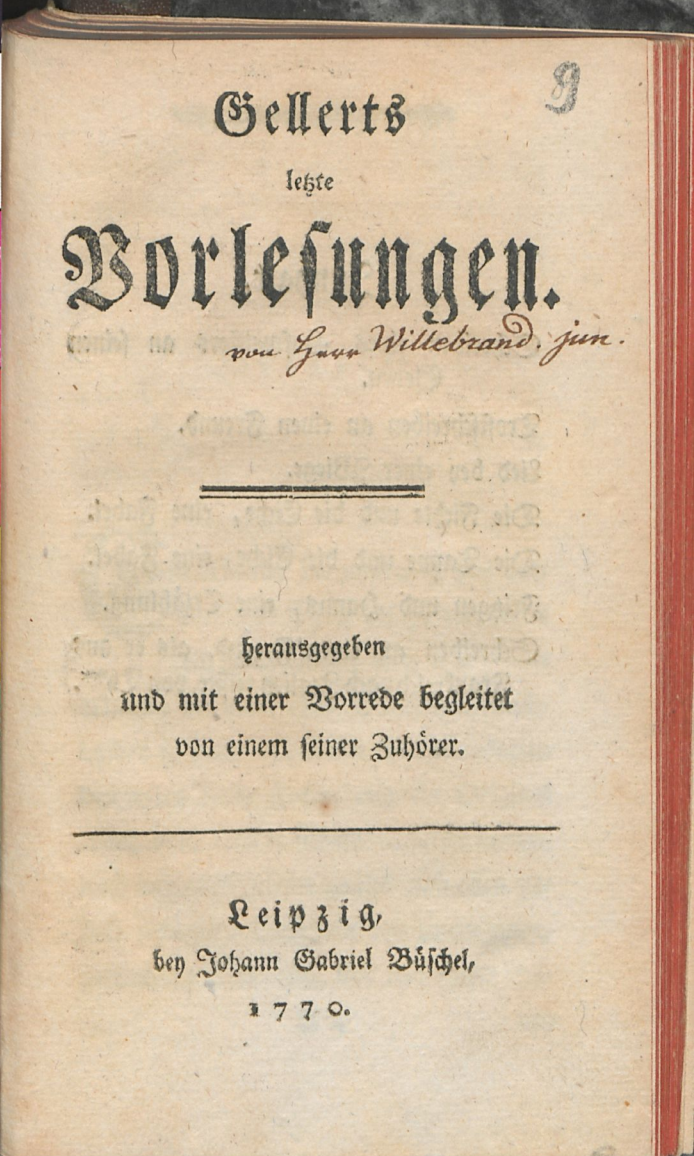 9
Gellerts
letzte
Vorleſungen.
von Herr Willebrand. jun.
herausgegeben
und mit einer Vorrede begleitet
von einem ſeiner Zuhörer.
Leipzig,
bey Johann Gabriel Büſchel,
1770.